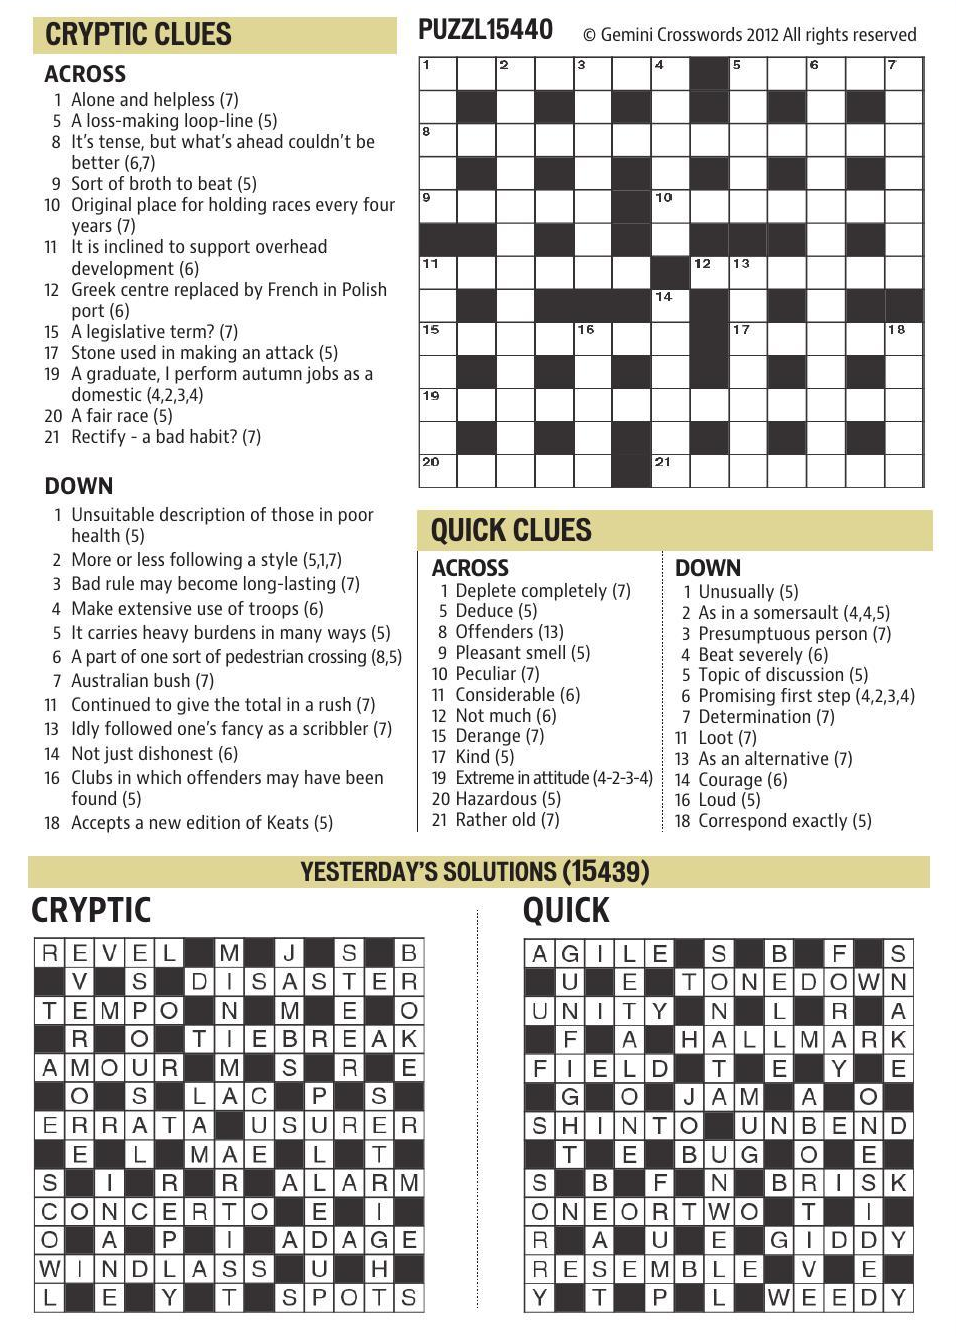 CRYPTIC CLUES
ACROSS
1 Alone and helpless (7)
5 A loss-making loop-line (5)
8 It's tense, but what's ahead couldn't be
better (6,7)
9 Sort of broth to beat (5)
10 Original place for holding races every four
years (7)
11 It is inclined to support overhead
development (6)
12 Greek centre replaced by French in Polish
port (6)
15 A legislative term? (7)
17 Stone used in making an attack (5)
19 A graduate, I perform autumn jobs as a
domestic (4,2,3,4)
20 A fair race (5)
21 Rectify - a bad habit? (7)
DOWN
1 Unsuitable description of those in poor
health (5)
2 More or less following a style (5,1,7)
3 Bad rule may become long-lasting (7)
4 Make extensive use of troops (6)
5 It carries heavy burdens in many ways (5)
6 A part of one sort of pedestrian crossing (8,5)
7 Australian bush (7)
11 Continued to give the total in a rush (7)
13 Idly followed one's fancy as a scribbler (7)
14 Not just dishonest (6)
16 Clubs in which offenders may have been
found (5)
18 Accepts a new edition of Keats (5)
PUZZL15440 © Gemini Crosswords 2012 All rights reserved
1 2 3 4 5 6 7
8
9 10
11 12 13
14
15 16 17 18
19
20 21
QUICK CLUES
ACROSS
1 Deplete completely (7)
5 Deduce (5)
8 Offenders (13)
9 Pleasant smell (5)
10 Peculiar (7)
11 Considerable (6)
12 Not much (6)
15 Derange (7)
17 Kind (5)
19 Extreme in attitude (4-2-3-4)
20 Hazardous (5)
21 Rather old (7)
DOWN
1 Unusually (5)
2 As in a somersault (4,4,5)
3 Presumptuous person (7)
4 Beat severely (6)
5 Topic of discussion (5)
6 Promising first step (4,2,3,4)
7 Determination (7)
11 Loot (7)
13 As an alternative (7)
14 Courage (6)
16 Loud (5)
18 Correspond exactly (5)
YESTERDAY'S SOLUTIONS (15439)
CRYPTIC
REVEL M J S B
V S DISASTER
TEMPO N M E O
R O TIEBREAK
AMOUR M S R E
O S LAC P S
ERRATA USURER
E L MAE L T
S I R R ALARM
CONCERTO E I
O A P I ADAGE
WINDLASS U H
L E Y T SPOTS
QUICK
AGILE S B F S
U E TONEDOWN
UNITY N L R A
F A HALLMARK
FIELD T E Y E
G O JAM A O
SHINTO UNBEND
T E BUG O E
S B F N BRISK
ONEORTWO T I
R A U E GIDDY
RESEMBLE V E
Y T P L WEEDY